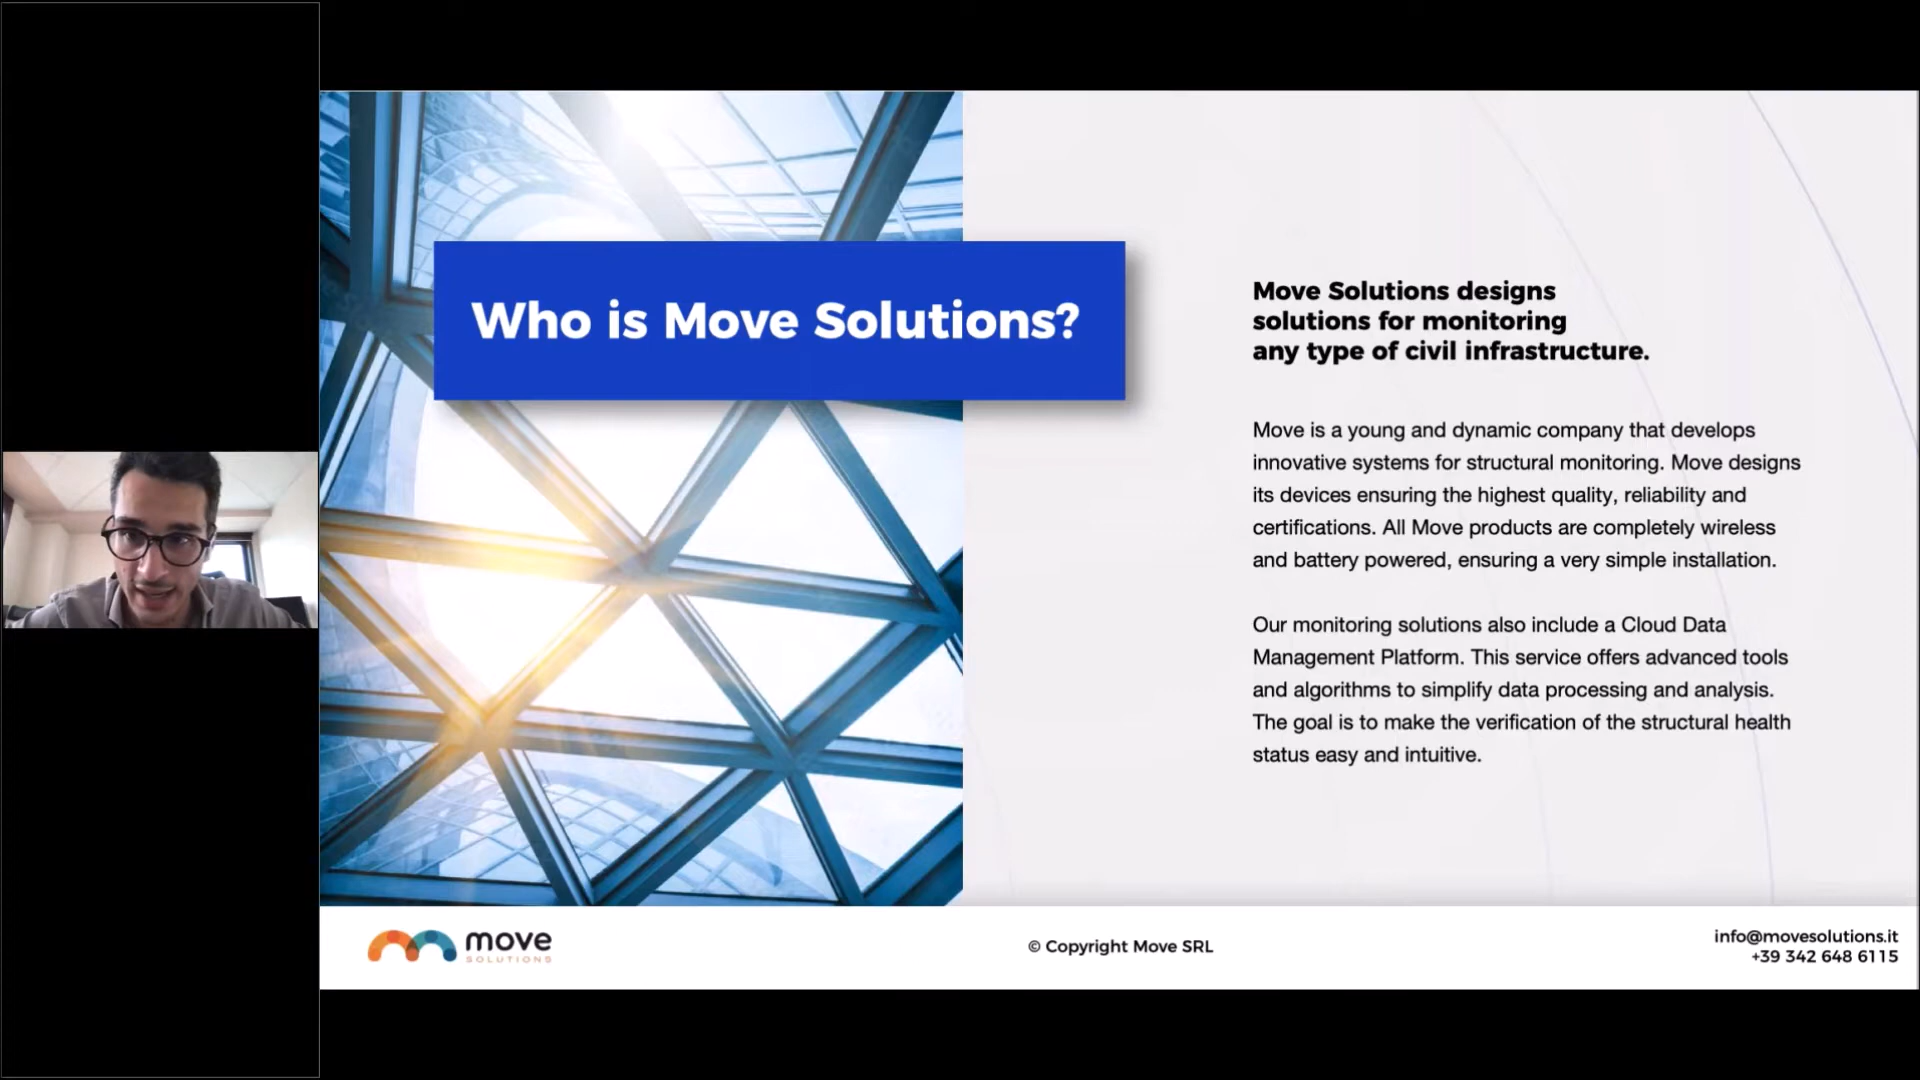 Who is Move Solutions?
Move Solutions designs
solutions for monitoring
any type of civil infrastructure.
Move is a young and dynamic company that develops
innovative systems for structural monitoring. Move designs
its devices ensuring the highest quality, reliability and
certifications. All Move products are completely wireless
and battery powered, ensuring a very simple installation.
Our monitoring solutions also include a Cloud Data
Management Platform. This service offers advanced tools
and algorithms to simplify data processing and analysis.
The goal is to make the verification of the structural health
status easy and intuitive.
move
SOLUTIONS
© Copyright Move SRL
info@movesolutions.it
+39 342 648 6115